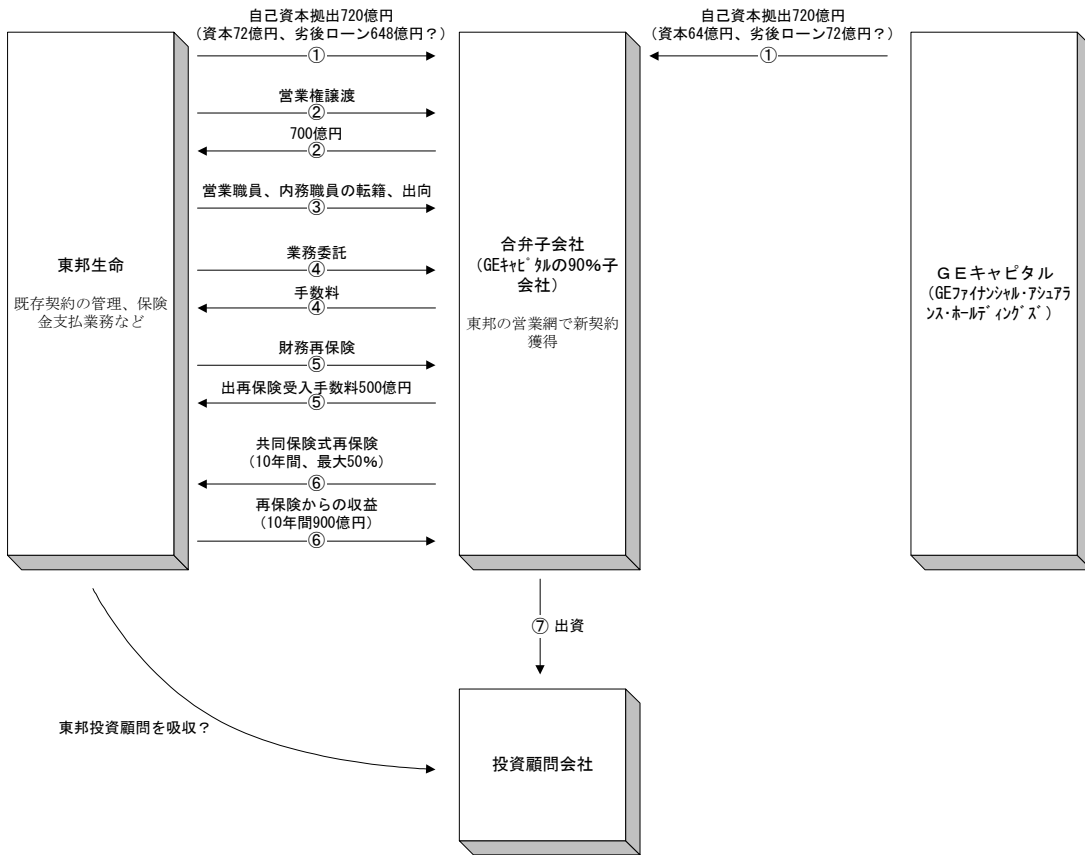 自己資本拠出720億円
（資本72億円、劣後ローン648億円？）
①
自己資本拠出720億円
（資本64億円、劣後ローン72億円？）
①
営業権譲渡
②
700億円
②
営業職員、内務職員の転籍、出向
③
業務委託
④
手数料
④
財務再保険
⑤
出再保険受入手数料500億円
⑤
共同保険式再保険
（10年間、最大50％）
⑥
再保険からの収益
（10年間900億円）
⑥
東邦生命
既存契約の管理、保険
金支払業務など
合弁子会社
（GEｷｬﾋﾟﾀﾙの90％子
会社）
東邦の営業網で新契約
獲得
ＧＥキャピタル
（GEﾌｧｲﾅﾝｼｬﾙ・ｱｼｭｱﾗ
ﾝｽ・ﾎｰﾙﾃﾞｨﾝｸﾞｽﾞ）
⑦ 出資
東邦投資顧問を吸収？
投資顧問会社